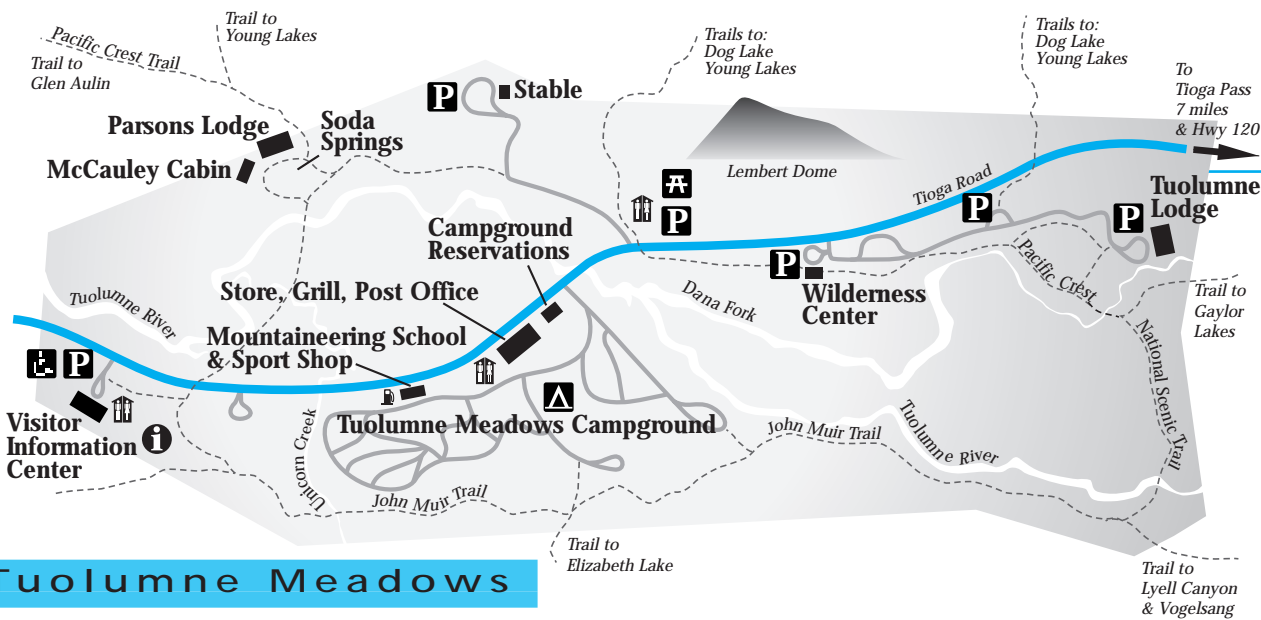 Trail to
Young Lakes
Pacific Crest Trail
Trail to
Glen Aulin
Trails to:
Dog Lake
Young Lakes
Trails to:
Dog Lake
Young Lakes
To
Tioga Pass
7 miles
& Hwy 120
P
Stable
Parsons Lodge
Soda
Springs
McCauley Cabin
Lembert Dome
Tioga Road
Tuolumne
Lodge
P
P
P
Campground
Reservations
P
Wilderness
Center
Pacific Crest
National Scenic Trail
Trail to
Gaylor
Lakes
Store, Grill, Post Office
Dana Fork
Tuolumne River
Mountaineering School
& Sport Shop
P
Visitor
Information
Center
i
Unicorn Creek
Tuolumne Meadows Campground
John Muir Trail
Tuolumne River
John Muir Trail
Trail to
Elizabeth Lake
Trail to
Lyell Canyon
& Vogelsang
Tuolumne Meadows